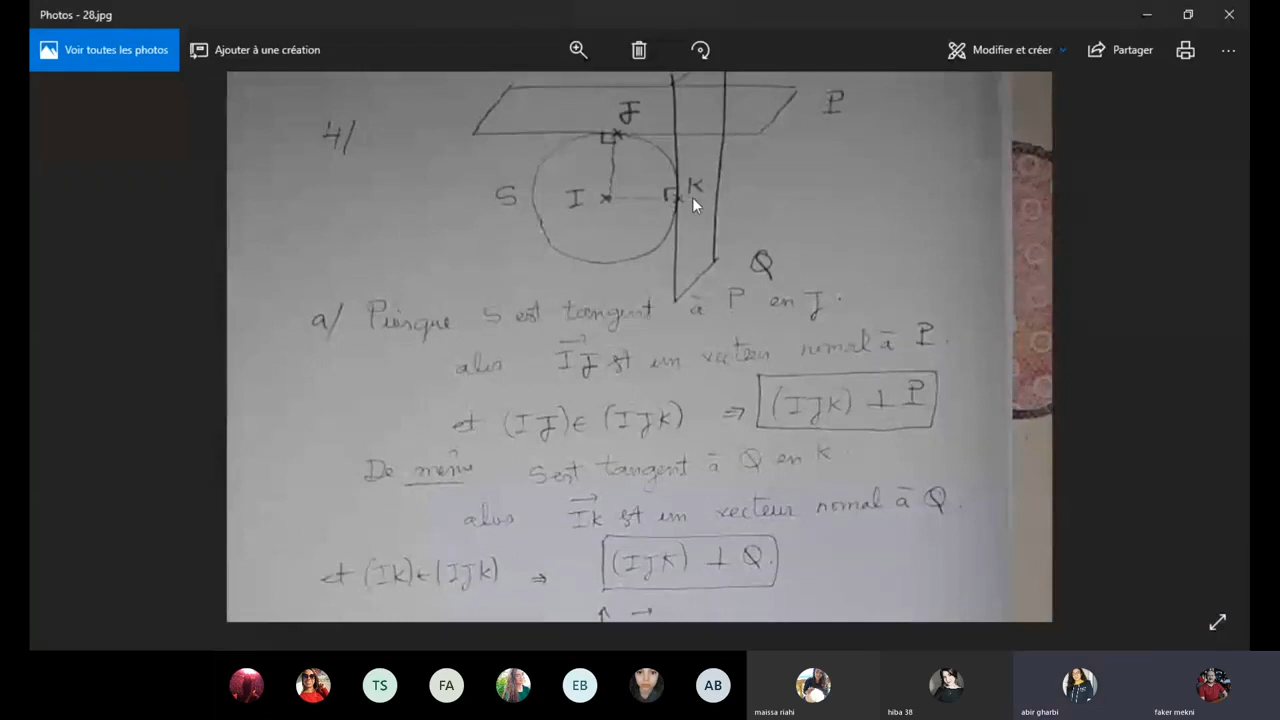 Photos - 28.jpg
Voir toutes les photos
Ajouter à une création
Modifier et créer
Partager
4/
J
P
S
I
K
Q
a/ Puisque S est tangent à P en J.
alors IJ est un vecteur normal à P.
et (IJ) ∈ (IJK) ⇒ (IJK) ⊥ P
De même S est tangent à Q en K
alors IK est un vecteur normal à Q.
et (IK) ∈ (IJK) ⇒ (IJK) ⊥ Q.
TS
FA
EB
AB
maissa riahi
hiba 38
abir gharbi
faker mekni